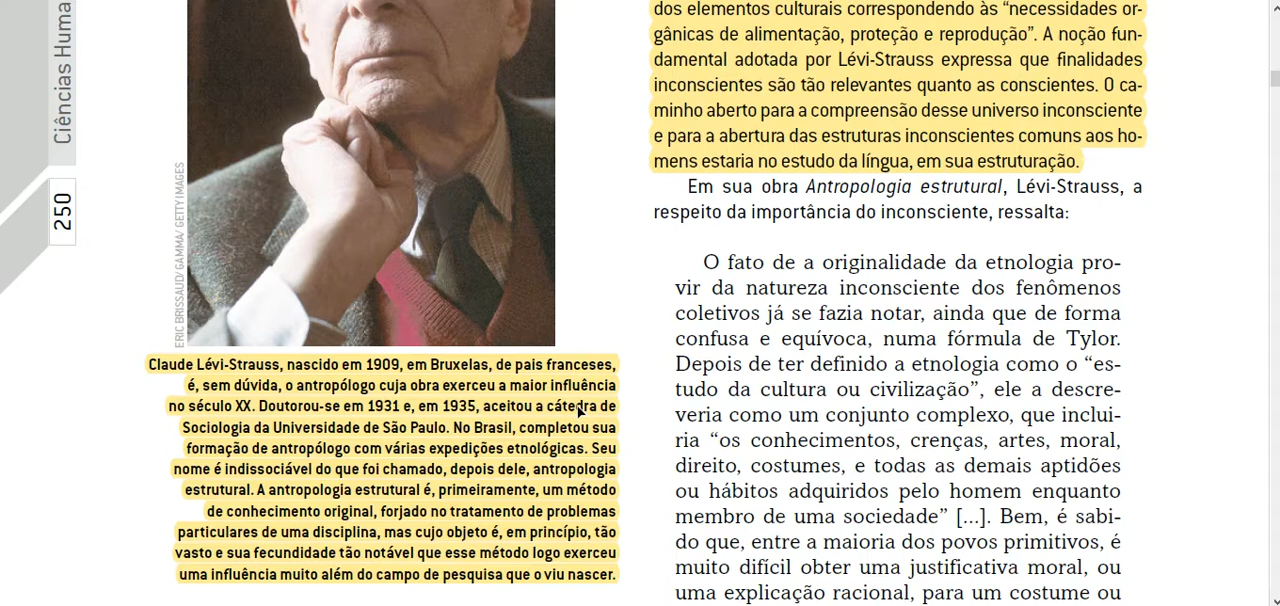 Ciências Huma
250
ERIC BRISSAUD/ GAMMA/ GETTY IMAGES
Claude Lévi-Strauss, nascido em 1909, em Bruxelas, de pais franceses,
é, sem dúvida, o antropólogo cuja obra exerceu a maior influência
no século XX. Doutorou-se em 1931 e, em 1935, aceitou a cátedra de
Sociologia da Universidade de São Paulo. No Brasil, completou sua
formação de antropólogo com várias expedições etnológicas. Seu
nome é indissociável do que foi chamado, depois dele, antropologia
estrutural. A antropologia estrutural é, primeiramente, um método
de conhecimento original, forjado no tratamento de problemas
particulares de uma disciplina, mas cujo objeto é, em princípio, tão
vasto e sua fecundidade tão notável que esse método logo exerceu
uma influência muito além do campo de pesquisa que o viu nascer.
dos elementos culturais correspondendo às “necessidades or-
gânicas de alimentação, proteção e reprodução”. A noção fun-
damental adotada por Lévi-Strauss expressa que finalidades
inconscientes são tão relevantes quanto as conscientes. O ca-
minho aberto para a compreensão desse universo inconsciente
e para a abertura das estruturas inconscientes comuns aos ho-
mens estaria no estudo da língua, em sua estruturação.
Em sua obra Antropologia estrutural, Lévi-Strauss, a
respeito da importância do inconsciente, ressalta:
O fato de a originalidade da etnologia pro-
vir da natureza inconsciente dos fenômenos
coletivos já se fazia notar, ainda que de forma
confusa e equívoca, numa fórmula de Tylor.
Depois de ter definido a etnologia como o “es-
tudo da cultura ou civilização”, ele a descre-
veria como um conjunto complexo, que inclui-
ria “os conhecimentos, crenças, artes, moral,
direito, costumes, e todas as demais aptidões
ou hábitos adquiridos pelo homem enquanto
membro de uma sociedade” [...]. Bem, é sabi-
do que, entre a maioria dos povos primitivos, é
muito difícil obter uma justificativa moral, ou
uma explicação racional, para um costume ou